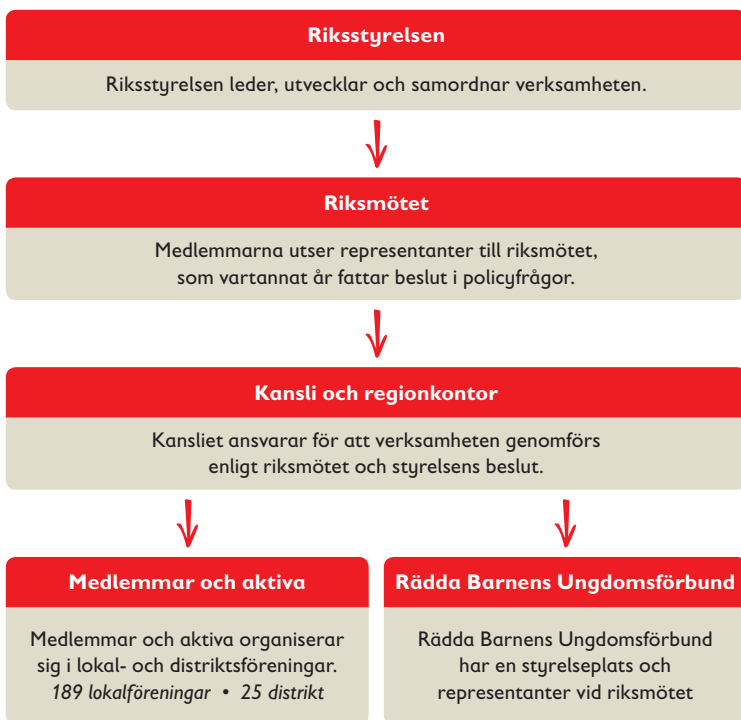 Riksstyrelsen
Riksstyrelsen leder, utvecklar och samordnar verksamheten.
Riksmötet
Medlemmarna utser representanter till riksmötet,
som vartannat år fattar beslut i policyfrågor.
Kansli och regionkontor
Kansliet ansvarar för att verksamheten genomförs
enligt riksmötet och styrelsens beslut.
Medlemmar och aktiva
Medlemmar och aktiva organiserar
sig i lokal- och distriktsföreningar.
189 lokalföreningar • 25 distrikt
Rädda Barnens Ungdomsförbund
Rädda Barnens Ungdomsförbund
har en styrelseplats och
representanter vid riksmötet